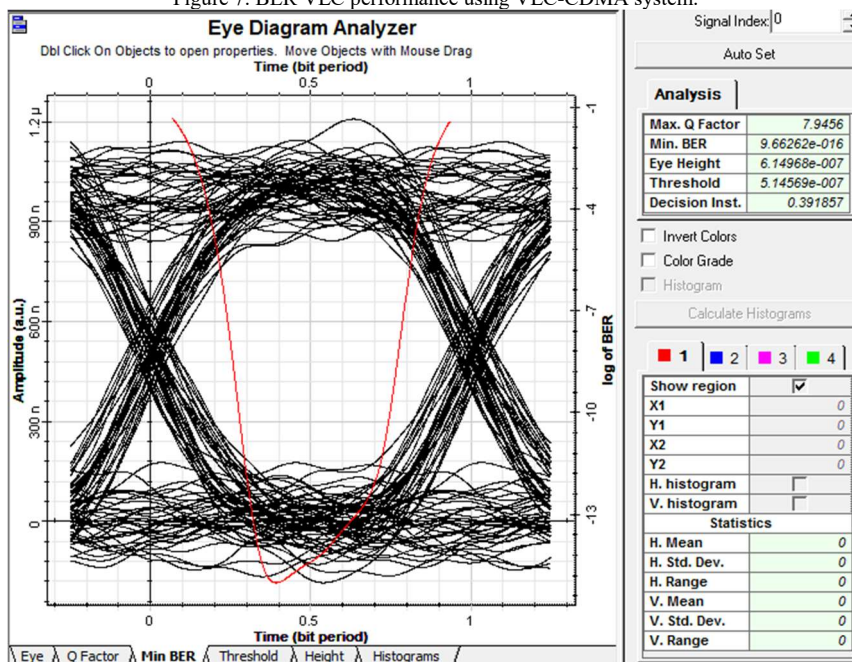 Figure 7. BER VLC performance using VLC-CDMA system.
Eye Diagram Analyzer
Dbl Click On Objects to open properties. Move Objects with Mouse Drag
Time (bit period)
0 0.5 1
Amplitude (a.u.)
1.2 µ
900 n
600 n
300 n
0
log of BER
-1
-4
-7
-10
-13
0 0.5 1
Time (bit period)
Eye Q Factor Min BER Threshold Height Histograms
Signal Index: 0
Auto Set
Analysis
Max. Q Factor 7.9456
Min. BER 9.66262e-016
Eye Height 6.14968e-007
Threshold 5.14569e-007
Decision Inst. 0.391857
Invert Colors
Color Grade
Histogram
Calculate Histograms
1 2 3 4
Show region
X1 0
Y1 0
X2 0
Y2 0
H. histogram
V. histogram
Statistics
H. Mean 0
H. Std. Dev. 0
H. Range 0
V. Mean 0
V. Std. Dev. 0
V. Range 0